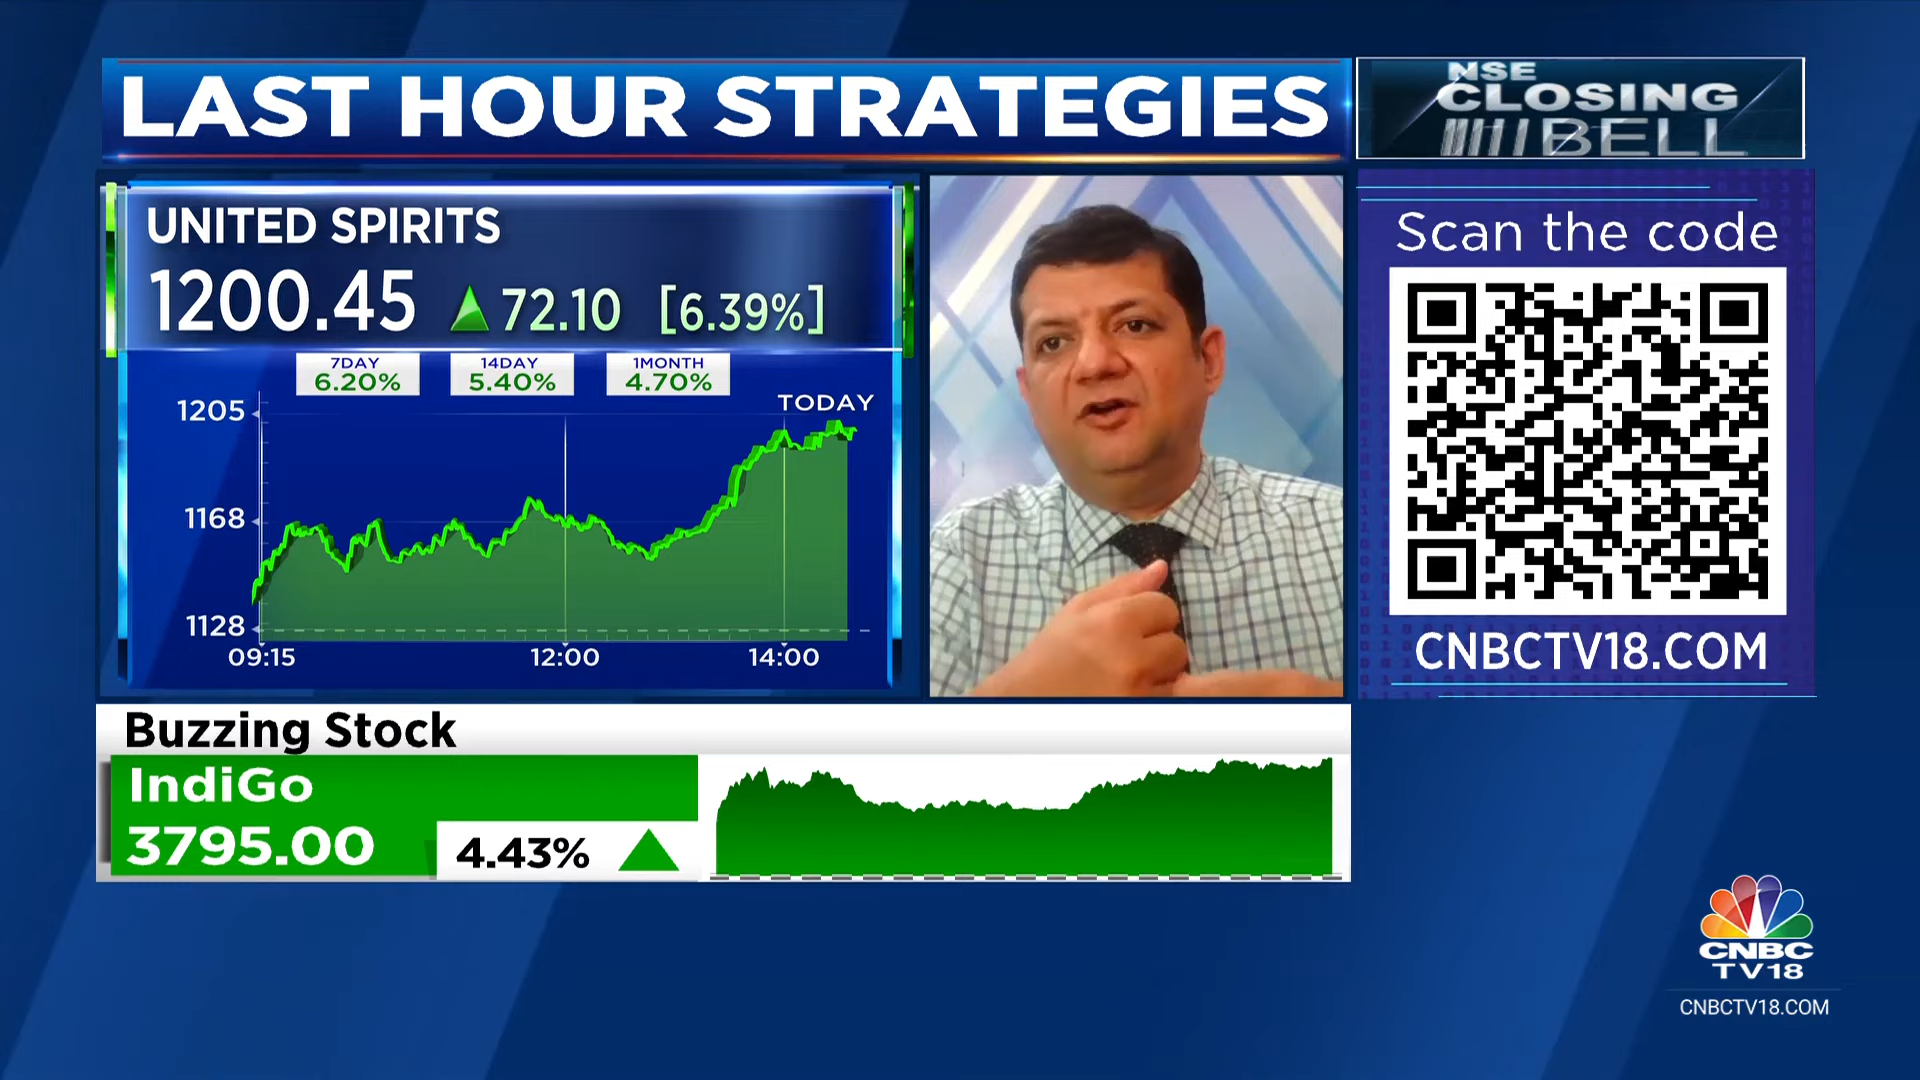 LAST HOUR STRATEGIES
NSE
CLOSING
BELL
UNITED SPIRITS
1200.45 ▲ 72.10 [6.39%]
7DAY
6.20%
14DAY
5.40%
1MONTH
4.70%
TODAY
1205
1168
1128
09:15 12:00 14:00
Scan the code
CNBCTV18.COM
Buzzing Stock
IndiGo
3795.00
4.43% ▲
CNBC
TV18
CNBCTV18.COM